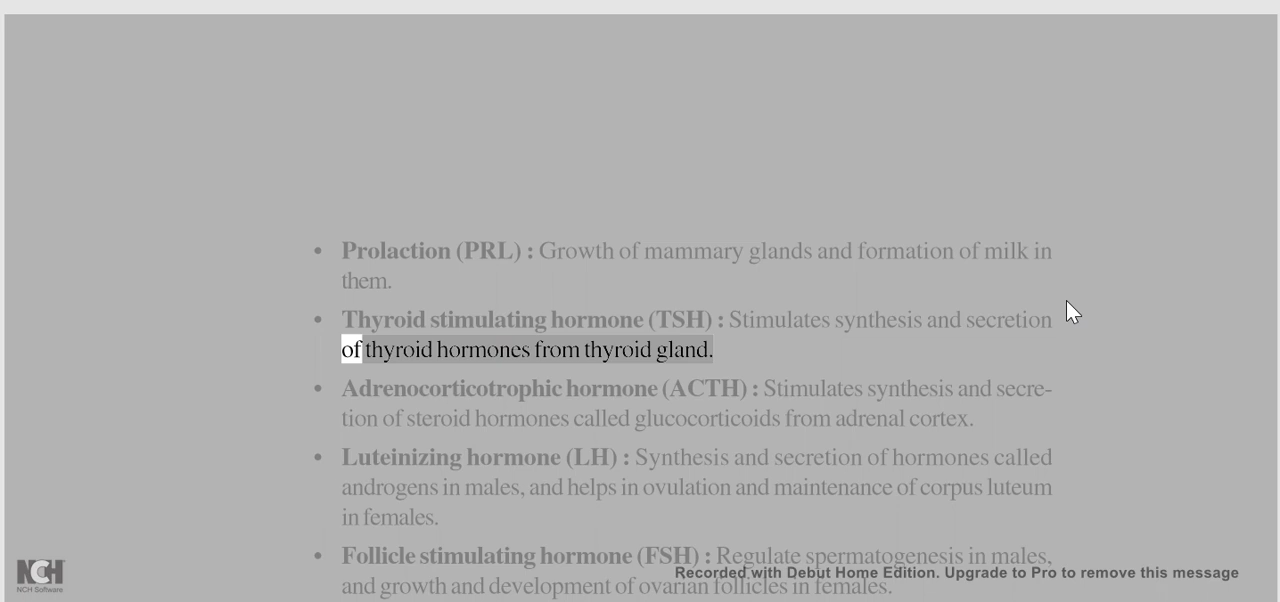 • Prolaction (PRL) : Growth of mammary glands and formation of milk in
them.
• Thyroid stimulating hormone (TSH) : Stimulates synthesis and secretion
of thyroid hormones from thyroid gland.
• Adrenocorticotrophic hormone (ACTH) : Stimulates synthesis and secre-
tion of steroid hormones called glucocorticoids from adrenal cortex.
• Luteinizing hormone (LH) : Synthesis and secretion of hormones called
androgens in males, and helps in ovulation and maintenance of corpus luteum
in females.
• Follicle stimulating hormone (FSH) : Regulate spermatogenesis in males,
and growth and development of ovarian follicles in females.
Recorded with Debut Home Edition. Upgrade to Pro to remove this message
NCH
NCH Software